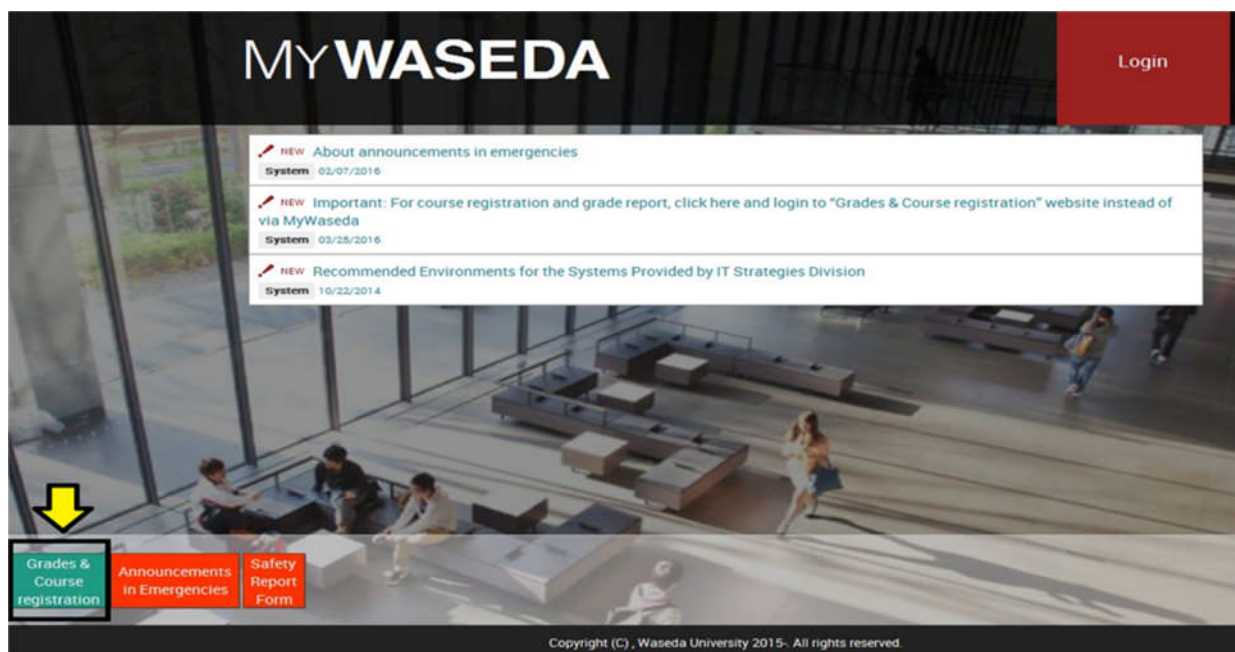 MYWASEDA
Login
NEW About announcements in emergencies
System 02/07/2016
NEW Important: For course registration and grade report, click here and login to "Grades & Course registration" website instead of
via MyWaseda
System 03/25/2016
NEW Recommended Environments for the Systems Provided by IT Strategies Division
System 10/22/2014
Grades &
Course
registration
Announcements
in Emergencies
Safety
Report
Form
Copyright (C) , Waseda University 2015-. All rights reserved.